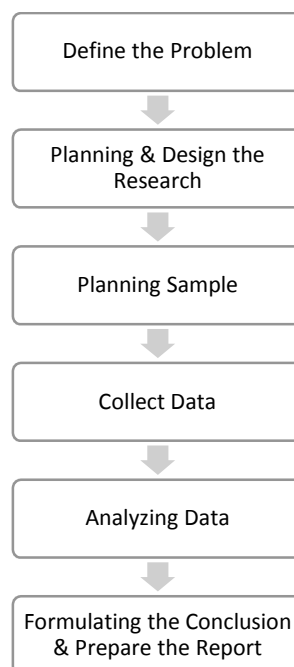 Define the Problem
Planning & Design the
Research
Planning Sample
Collect Data
Analyzing Data
Formulating the Conclusion
& Prepare the Report